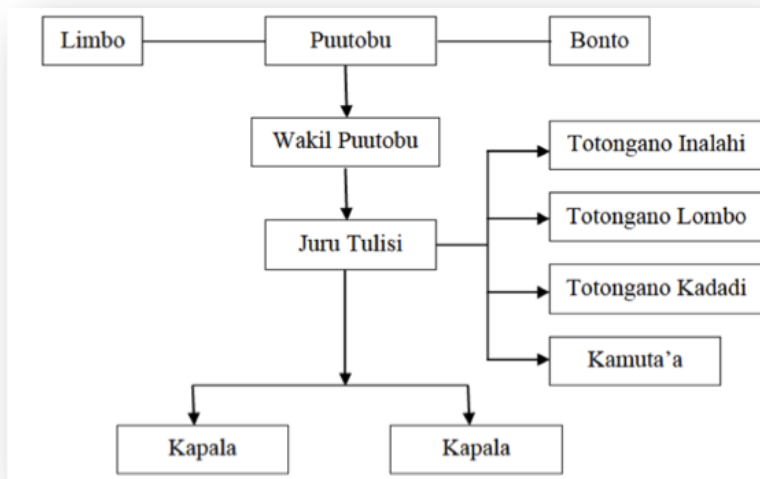 Limbo
Puutobu
Bonto
Wakil Puutobu
Totongano Inalahi
Totongano Lombo
Juru Tulisi
Totongano Kadadi
Kamuta’a
Kapala
Kapala